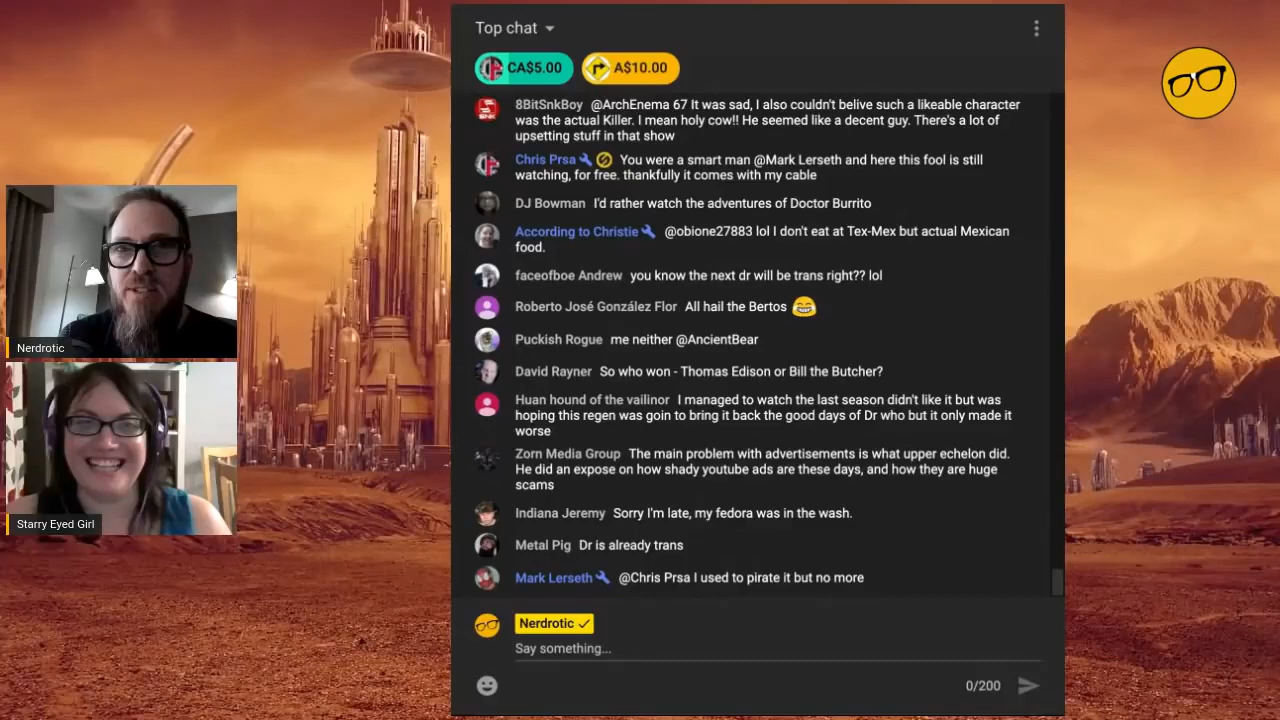 Top chat
CA$5.00 A$10.00
8BitSnkBoy @ArchEnema 67 It was sad, I also couldn't belive such a likeable character
was the actual Killer. I mean holy cow!! He seemed like a decent guy. There's a lot of
upsetting stuff in that show
Chris Prsa You were a smart man @Mark Lerseth and here this fool is still
watching, for free. thankfully it comes with my cable
DJ Bowman I'd rather watch the adventures of Doctor Burrito
According to Christie @obione27883 lol I don't eat at Tex-Mex but actual Mexican
food.
faceofboe Andrew you know the next dr will be trans right?? lol
Roberto José González Flor All hail the Bertos 😂
Puckish Rogue me neither @AncientBear
David Rayner So who won - Thomas Edison or Bill the Butcher?
Huan hound of the vailinor I managed to watch the last season didn't like it but was
hoping this regen was goin to bring it back the good days of Dr who but it only made it
worse
Zorn Media Group The main problem with advertisements is what upper echelon did.
He did an expose on how shady youtube ads are these days, and how they are huge
scams
Indiana Jeremy Sorry I'm late, my fedora was in the wash.
Metal Pig Dr is already trans
Mark Lerseth @Chris Prsa I used to pirate it but no more
Nerdrotic
Say something...
0/200
Nerdrotic
Starry Eyed Girl